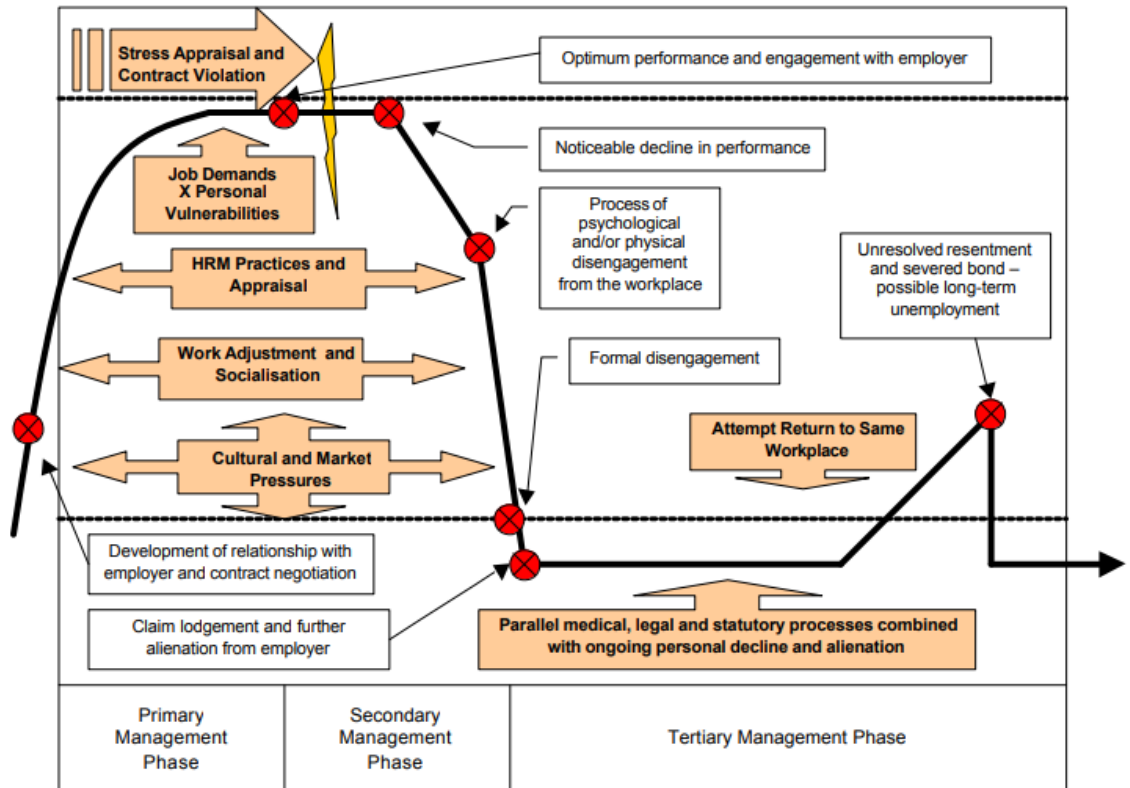 Stress Appraisal and
Contract Violation
Optimum performance and engagement with employer
Noticeable decline in performance
Job Demands
X Personal
Vulnerabilities
Process of
psychological
and/or physical
disengagement
from the workplace
Unresolved resentment
and severed bond –
possible long-term
unemployment
HRM Practices and
Appraisal
Work Adjustment and
Socialisation
Formal disengagement
Attempt Return to Same
Workplace
Cultural and Market
Pressures
Development of relationship with
employer and contract negotiation
Claim lodgement and further
alienation from employer
Parallel medical, legal and statutory processes combined
with ongoing personal decline and alienation
Primary
Management
Phase
Secondary
Management
Phase
Tertiary Management Phase